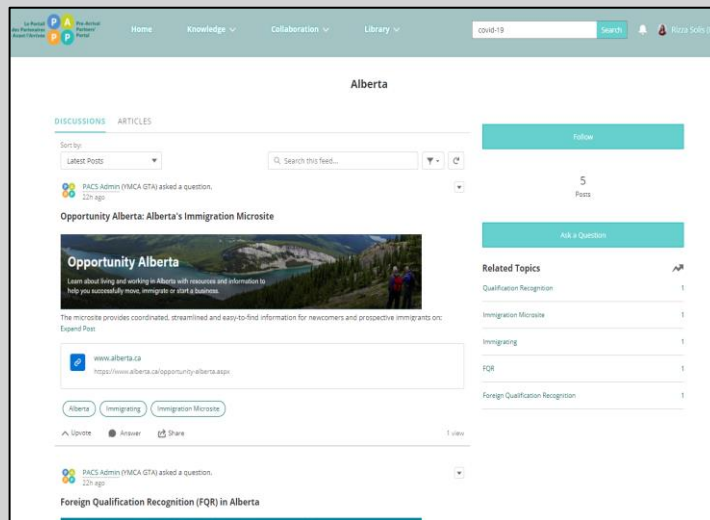 Le Portail
des Partenaires
Avant l'Arrivée
P A P P
Pre-Arrival
Partners'
Portal
Home
Knowledge
Collaboration
Library
covid-19
Search
Rizza Solis
Alberta
DISCUSSIONS
ARTICLES
Sort by:
Latest Posts
Search this feed...
PACS Admin (YMCA GTA) asked a question.
22h ago
Opportunity Alberta: Alberta's Immigration Microsite
Opportunity Alberta
Learn about living and working in Alberta with resources and information to
help you successfully move, immigrate or start a business.
The microsite provides coordinated, streamlined and easy-to-find information for newcomers and prospective immigrants on:
Expand Post
www.alberta.ca
https://www.alberta.ca/opportunity-alberta.aspx
Alberta
Immigrating
Immigration Microsite
Upvote
Answer
Share
1 view
PACS Admin (YMCA GTA) asked a question.
22h ago
Foreign Qualification Recognition (FQR) in Alberta
Follow
5
Posts
Ask a Question
Related Topics
Qualification Recognition 1
Immigration Microsite 1
Immigrating 1
FQR 1
Foreign Qualification Recognition 1